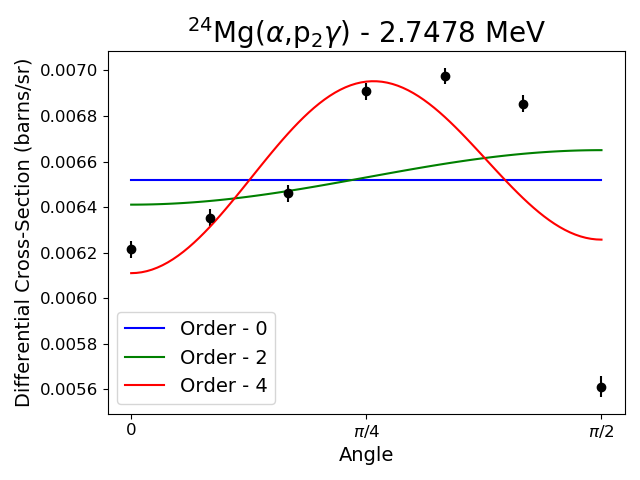 ²⁴Mg(α,p₂γ) - 2.7478 MeV
Differential Cross-Section (barns/sr)
0.0070
0.0068
0.0066
0.0064
0.0062
0.0060
0.0058
0.0056
Order - 0
Order - 2
Order - 4
0
π/4
π/2
Angle